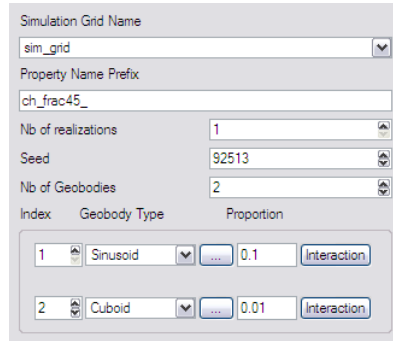 Simulation Grid Name
sim_grid
Property Name Prefix
ch_frac45_
Nb of realizations 1
Seed 92513
Nb of Geobodies 2
Index Geobody Type Proportion
1 Sinusoid ... 0.1 Interaction
2 Cuboid ... 0.01 Interaction